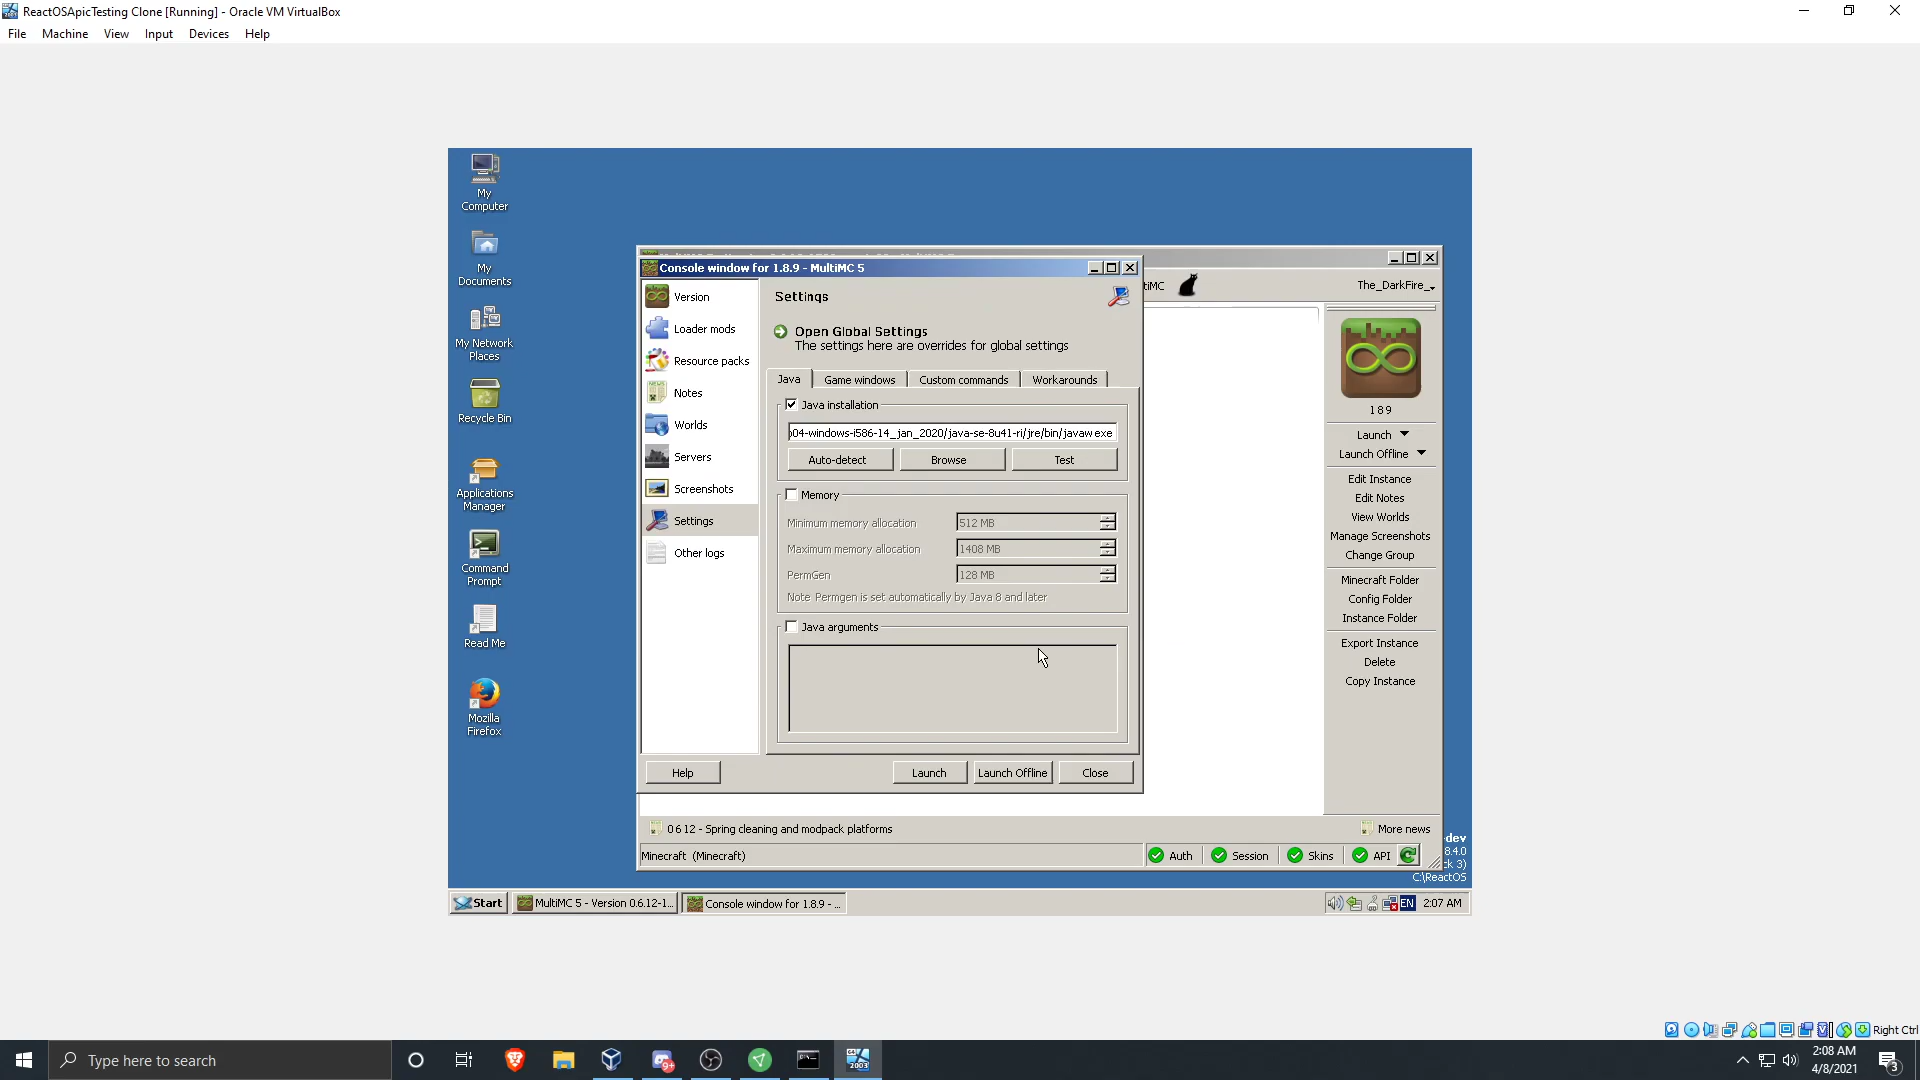 ReactOSApicTesting Clone [Running] - Oracle VM VirtualBox
File Machine View Input Devices Help
My
Computer
My
Documents
My Network
Places
Recycle Bin
Applications
Manager
Command
Prompt
Read Me
Mozilla
Firefox
Console window for 1.8.9 - MultiMC 5
Version
Loader mods
Resource packs
Notes
Worlds
Servers
Screenshots
Settings
Other logs
Settings
Open Global Settings
The settings here are overrides for global settings
Java Game windows Custom commands Workarounds
Java installation
b04-windows-i586-14_jan_2020/java-se-8u41-ri/jre/bin/javaw exe
Auto-detect Browse Test
Memory
Minimum memory allocation 512 MB
Maximum memory allocation 1408 MB
PermGen 128 MB
Note Permgen is set automatically by Java 8 and later
Java arguments
Help Launch Launch Offline Close
tiMC The_DarkFire_
1 8 9
Launch
Launch Offline
Edit Instance
Edit Notes
View Worlds
Manage Screenshots
Change Group
Minecraft Folder
Config Folder
Instance Folder
Export Instance
Delete
Copy Instance
0 6 12 - Spring cleaning and modpack platforms More news
Minecraft (Minecraft) Auth Session Skins API
-dev
8.4.0
ck 3)
C:\ReactOS
Start MultiMC 5 - Version 0.6.12-1... Console window for 1.8.9 - ... EN 2:07 AM
Right Ctrl
Type here to search 9+ 2003 2:08 AM
4/8/2021 3